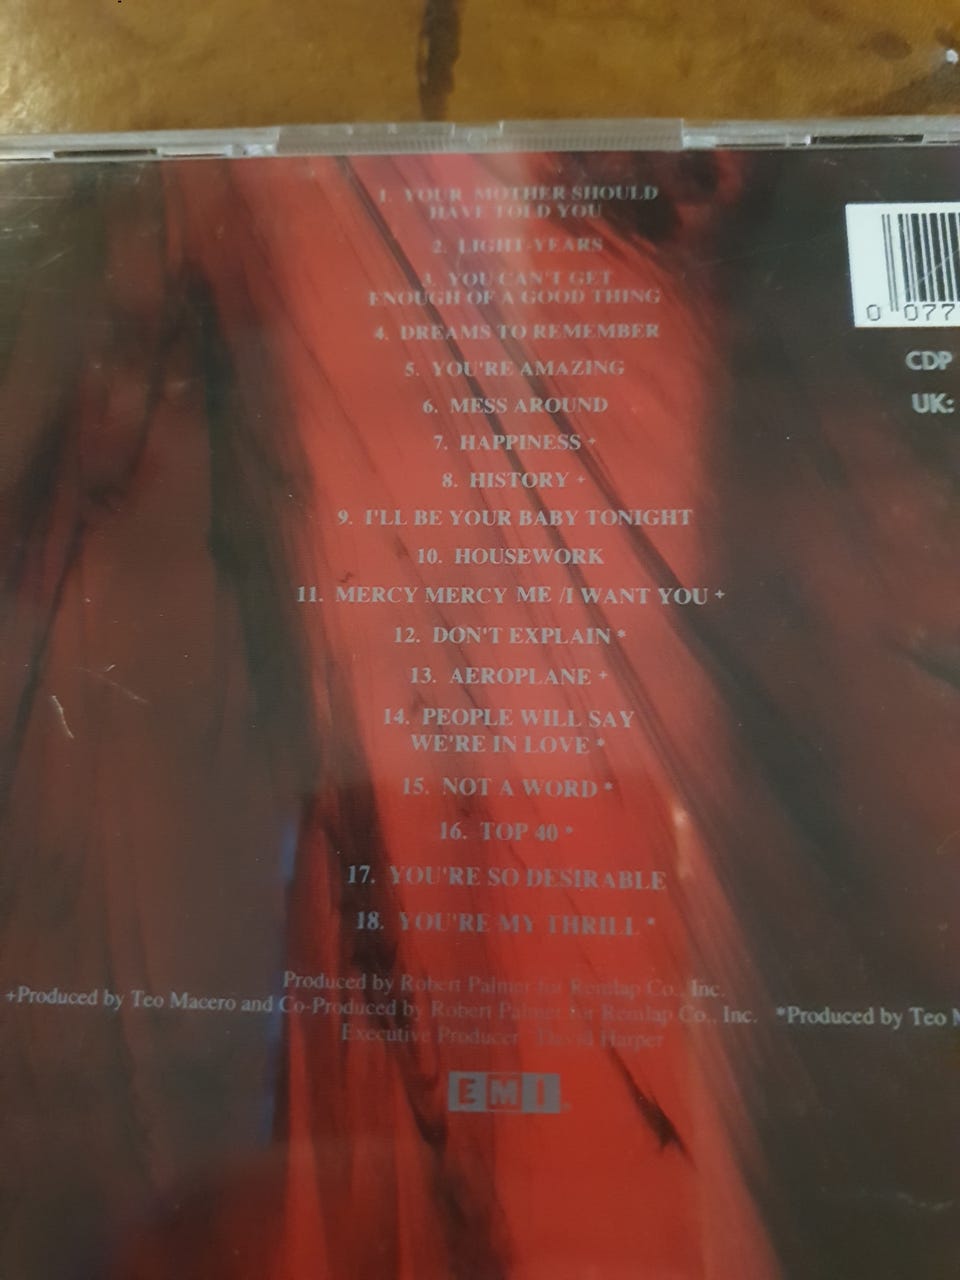 1. YOUR MOTHER SHOULD
HAVE TOLD YOU
2. LIGHT-YEARS
3. YOU CAN'T GET
ENOUGH OF A GOOD THING
4. DREAMS TO REMEMBER
5. YOU'RE AMAZING
6. MESS AROUND
7. HAPPINESS +
8. HISTORY +
9. I'LL BE YOUR BABY TONIGHT
10. HOUSEWORK
11. MERCY MERCY ME /I WANT YOU +
12. DON'T EXPLAIN *
13. AEROPLANE +
14. PEOPLE WILL SAY
WE'RE IN LOVE *
15. NOT A WORD *
16. TOP 40 *
17. YOU'RE SO DESIRABLE
18. YOU'RE MY THRILL *
Produced by Robert Palmer for Remlap Co., Inc.
+Produced by Teo Macero and Co-Produced by Robert Palmer for Remlap Co., Inc. *Produced by Teo M
Executive Producer David Harper
EMI
0 077
CDP
UK: